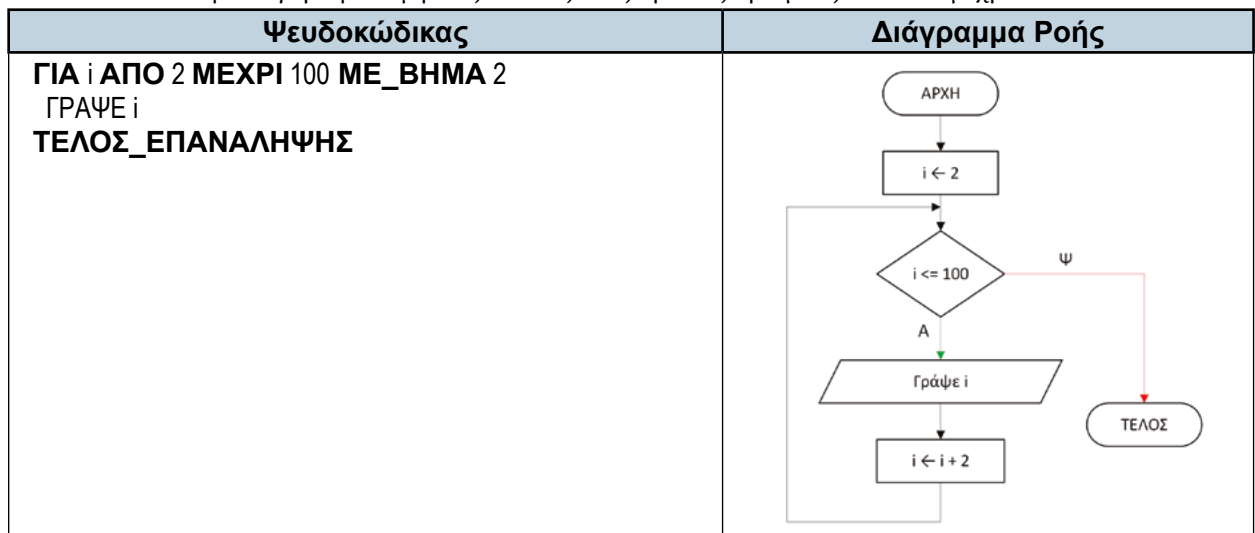 Ψευδοκώδικας
Διάγραμμα Ροής
ΓΙΑ i ΑΠΟ 2 ΜΕΧΡΙ 100 ΜΕ_ΒΗΜΑ 2
ΓΡΑΨΕ i
ΤΕΛΟΣ_ΕΠΑΝΑΛΗΨΗΣ
ΑΡΧΗ
i ← 2
i <= 100
Ψ
Α
Γράψε i
ΤΕΛΟΣ
i ← i + 2